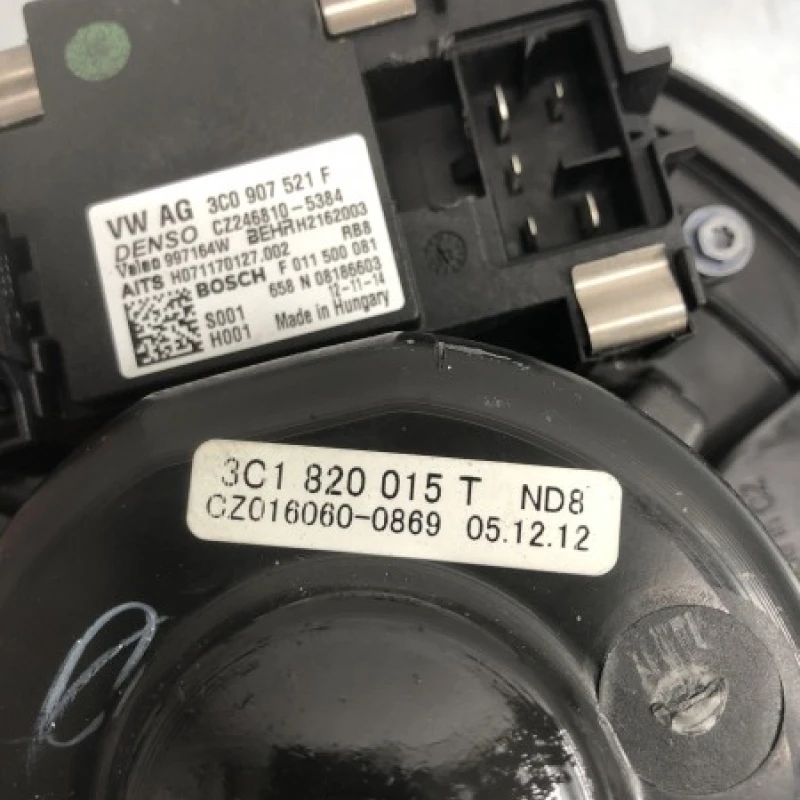 VW AG 3C0 907 521 F
DENSO CZ246810-5384
Valeo 997164W BEHR H2162003
AITS H071170127.002 RB8
BOSCH F 011 500 081
658 N 08186603
S001 12-11-14
H001 Made in Hungary
3C1 820 015 T ND8
CZ016060-0869 05.12.12